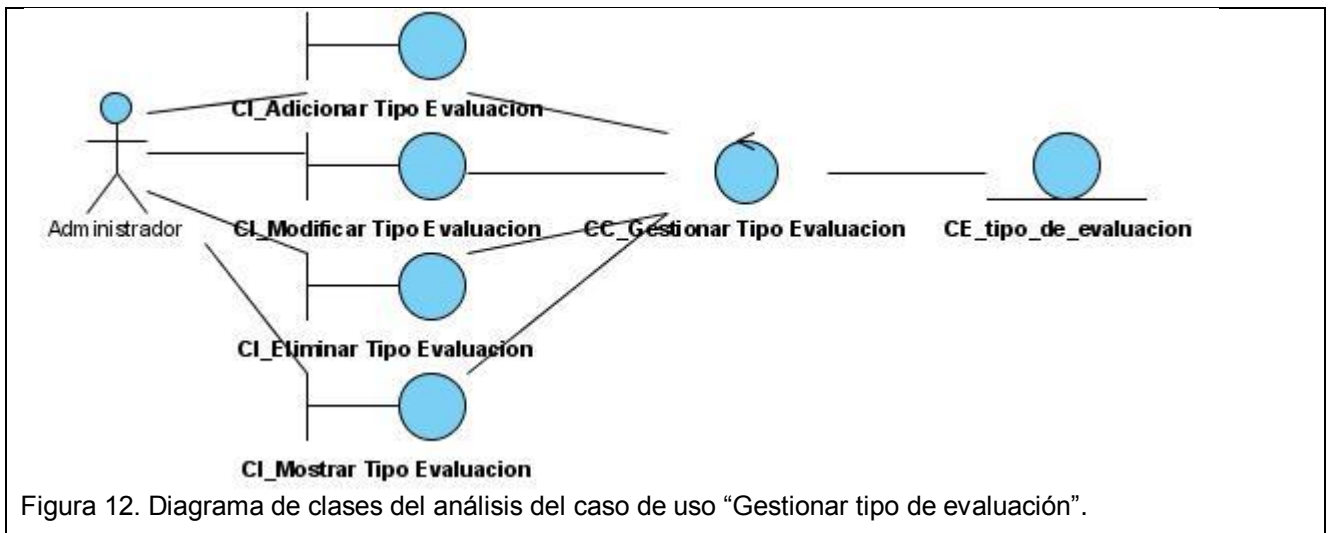 CI_Adicionar Tipo Evaluacion
Administrador
CI_Modificar Tipo Evaluacion
CC_Gestionar Tipo Evaluacion
CE_tipo_de_evaluacion
CI_Eliminar Tipo Evaluacion
CI_Mostrar Tipo Evaluacion
Figura 12. Diagrama de clases del análisis del caso de uso “Gestionar tipo de evaluación”.